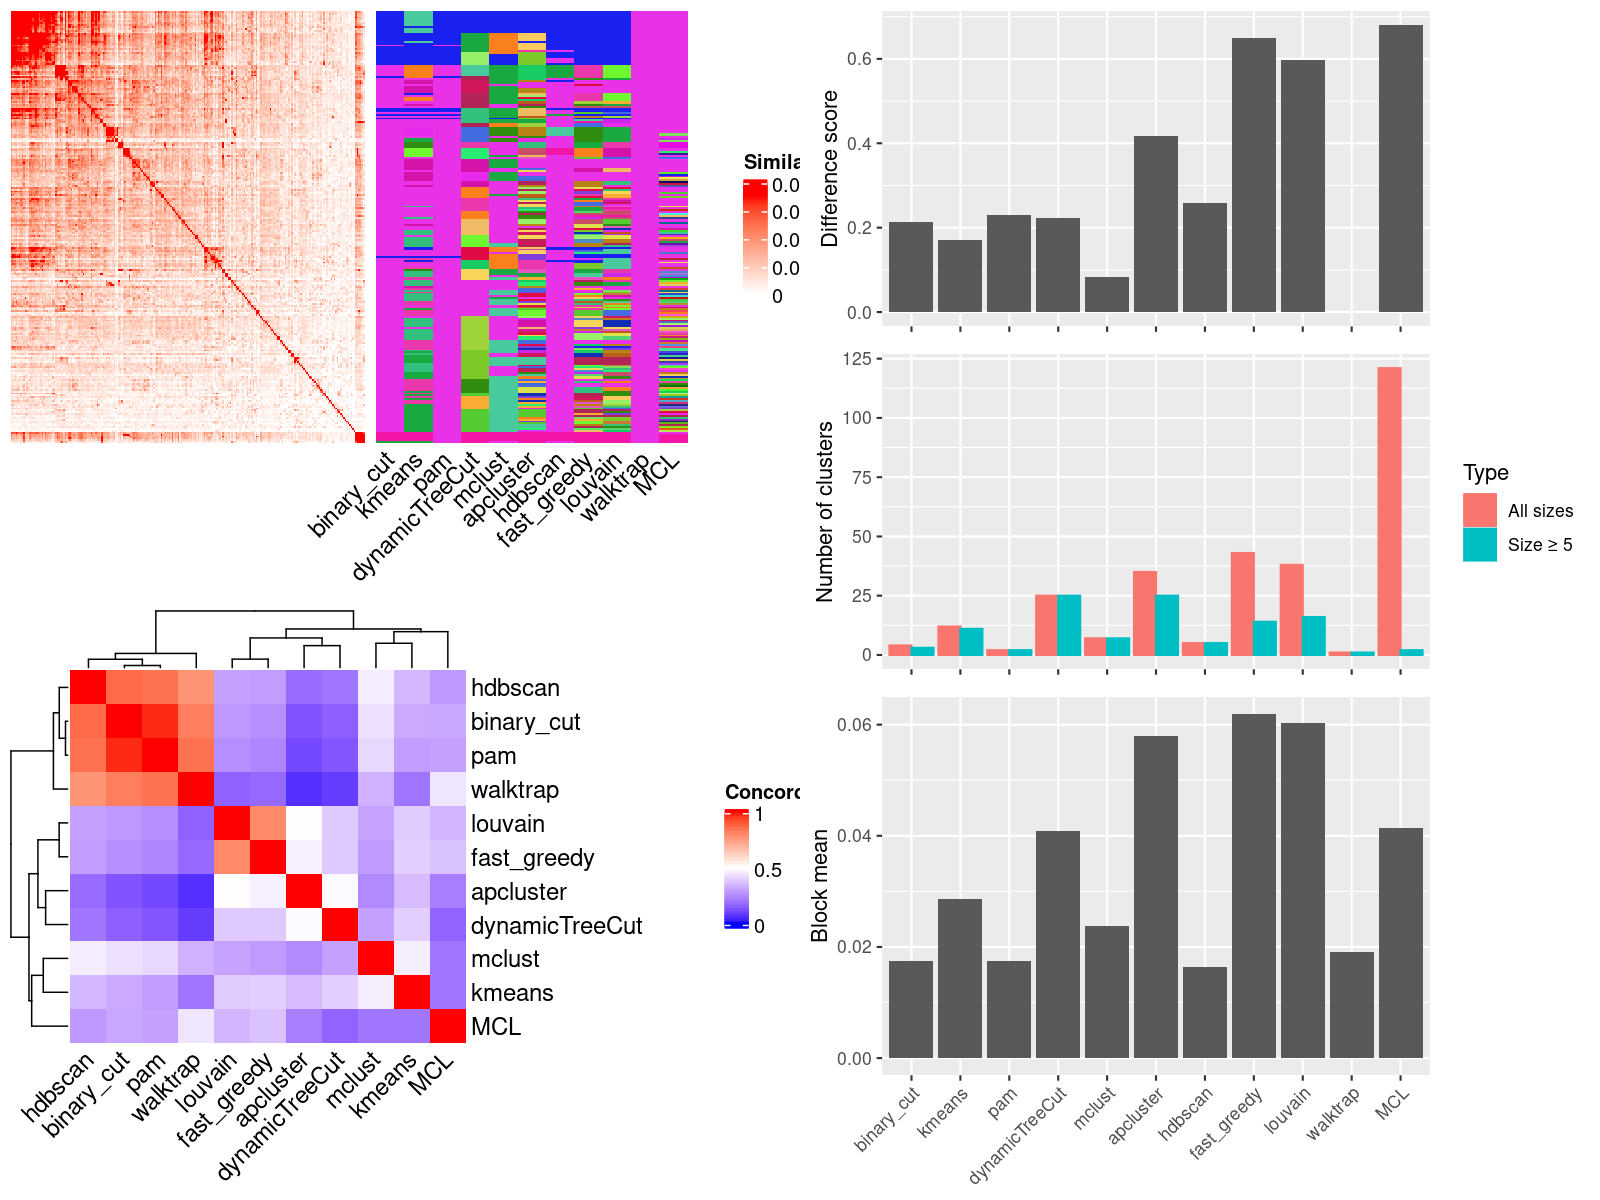 Simila
0.0
0.0
0.0
0.0
0
binary_cut
kmeans
pam
dynamicTreeCut
mclust
apcluster
hdbscan
fast_greedy
louvain
walktrap
MCL
hdbscan
binary_cut
pam
walktrap
louvain
fast_greedy
apcluster
dynamicTreeCut
mclust
kmeans
MCL
Concord
1
0.5
0
hdbscan
binary_cut
pam
walktrap
louvain
fast_greedy
apcluster
dynamicTreeCut
mclust
kmeans
MCL
Difference score
0.6
0.4
0.2
0.0
Number of clusters
125
100
75
50
25
0
Type
All sizes
Size ≥ 5
Block mean
0.06
0.04
0.02
0.00
binary_cut
kmeans
pam
dynamicTreeCut
mclust
apcluster
hdbscan
fast_greedy
louvain
walktrap
MCL